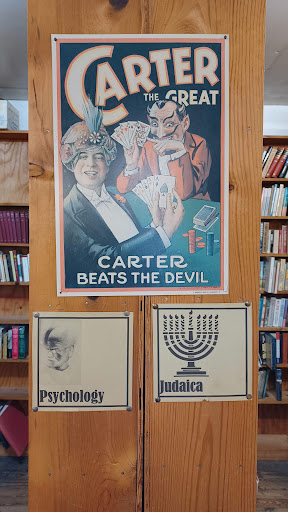 CARTER
THE GREAT
CARTER
BEATS THE DEVIL
Psychology
Judaica